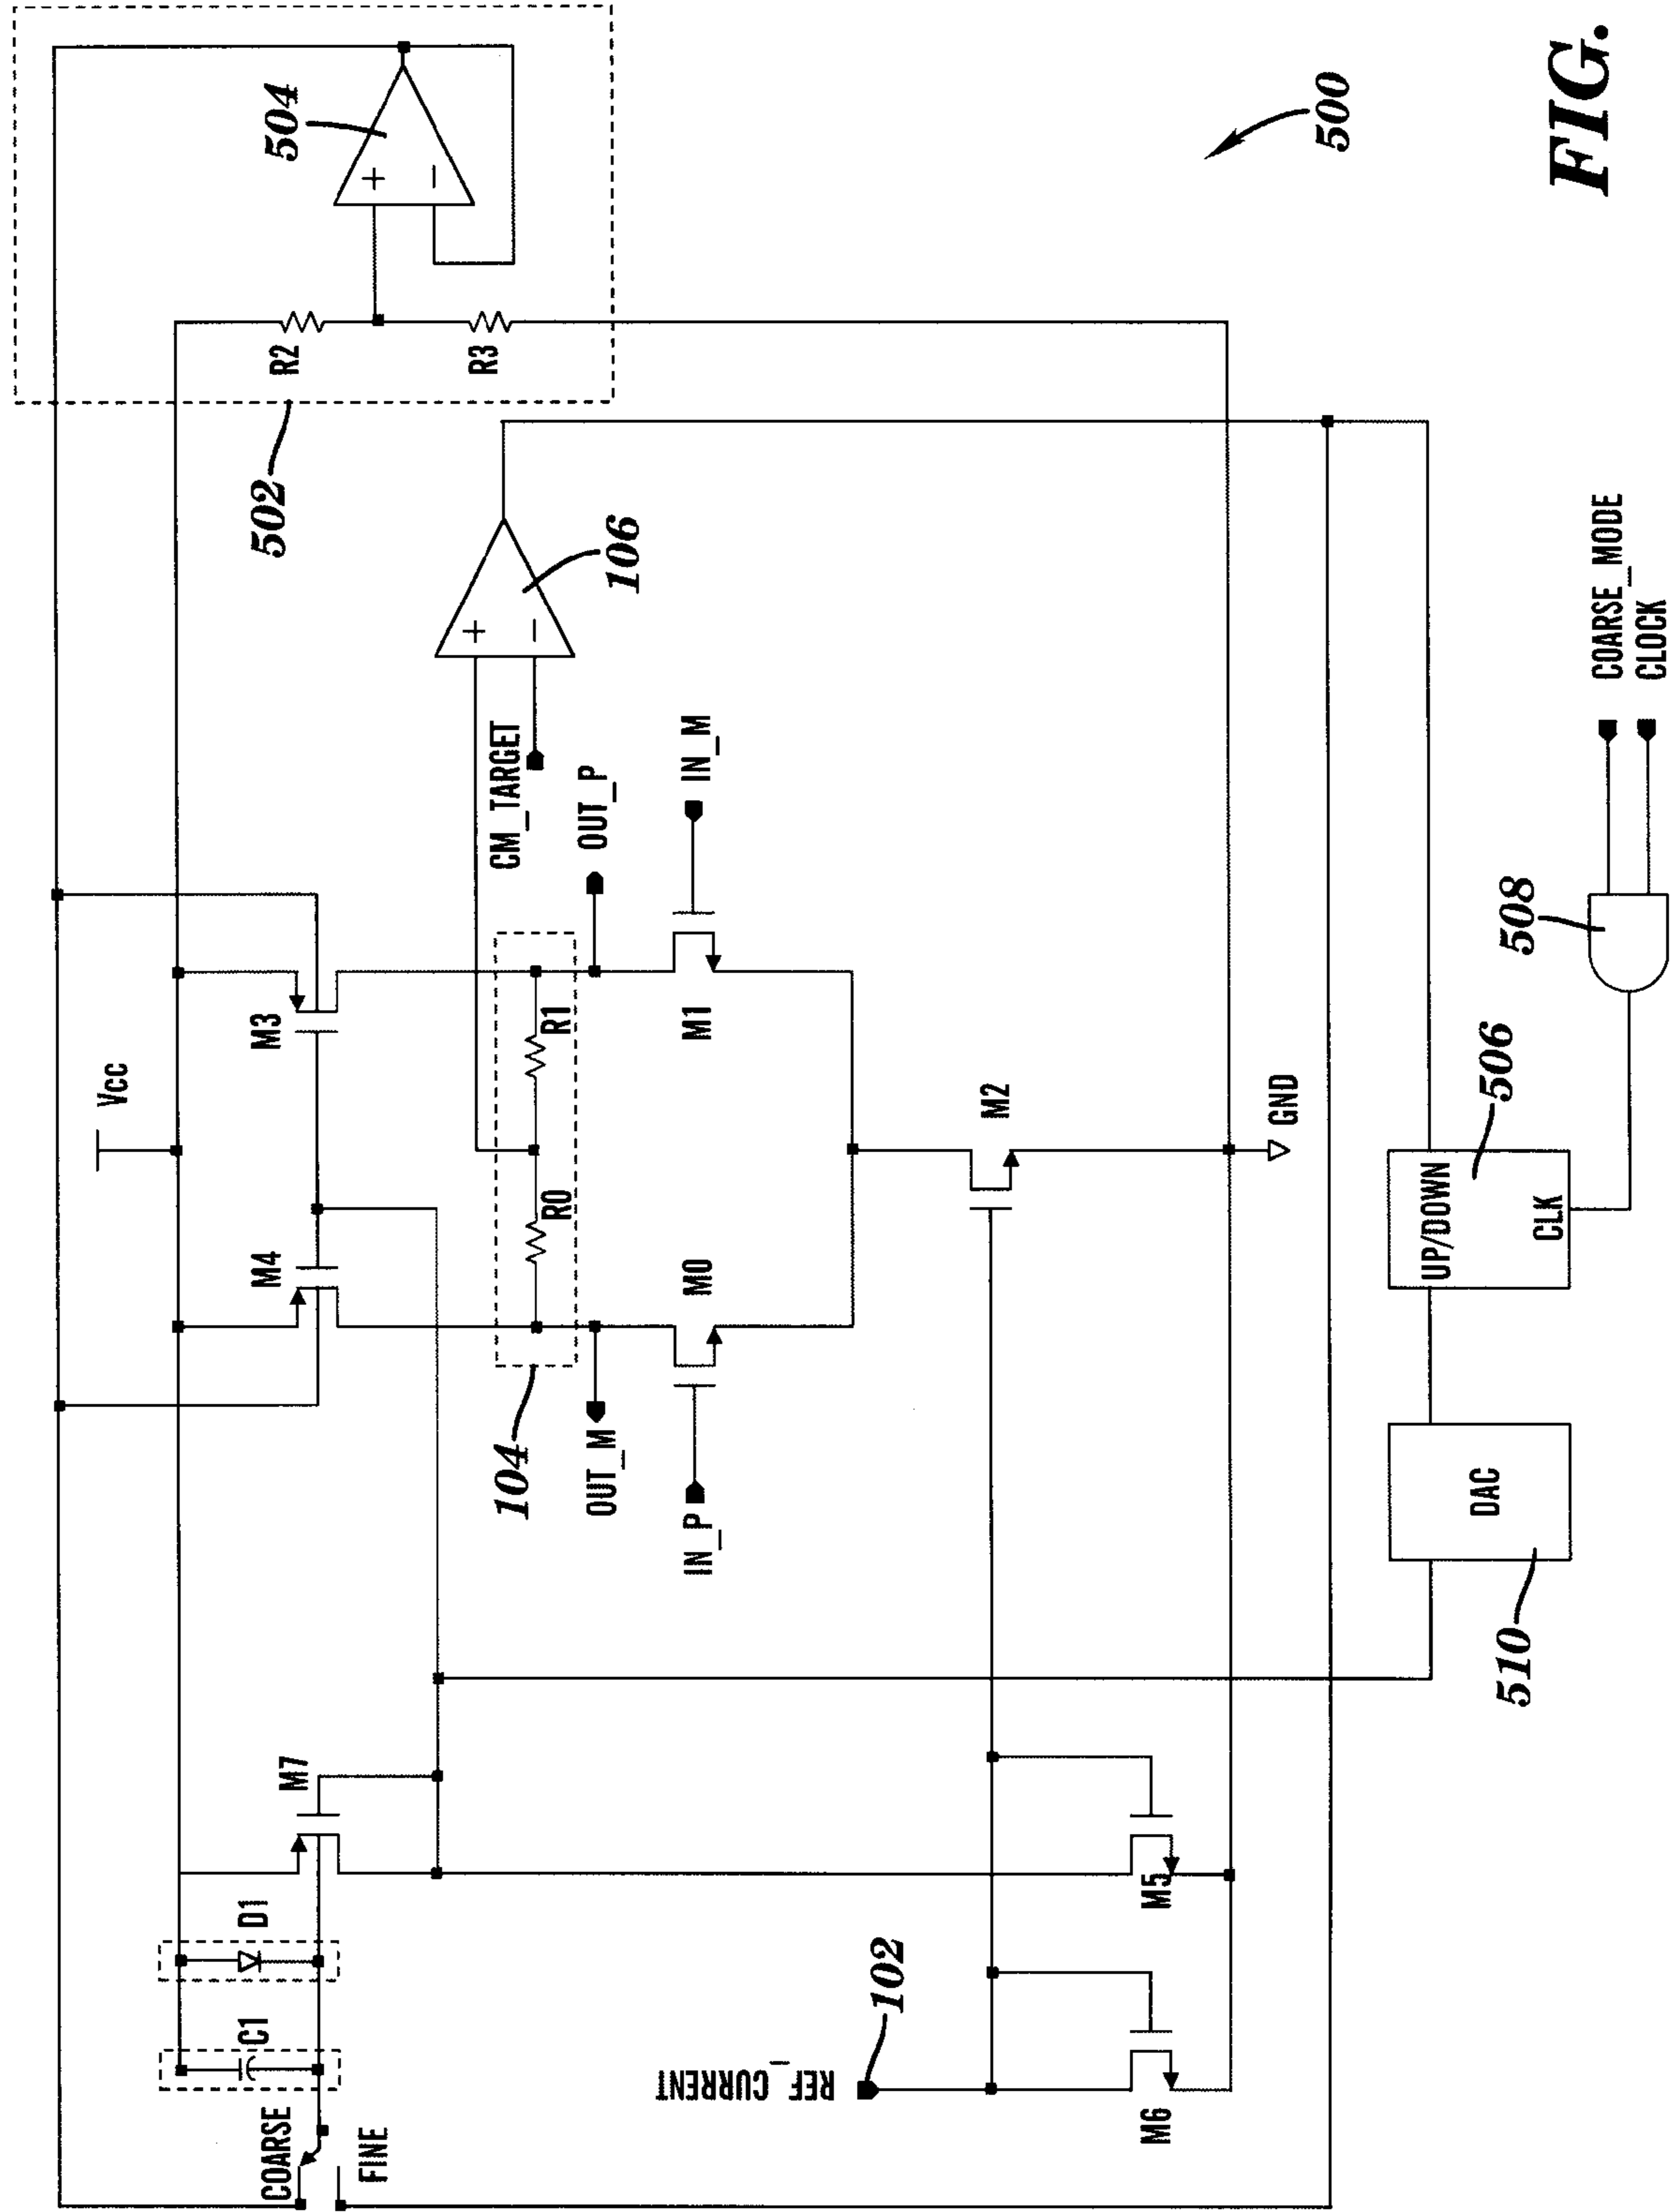 COARSE
FINE
C1
D1
M7
Vcc
M4
M3
502
R2
R3
504
+
−
104
R0
R1
CM_TARGET
+
−
106
OUT_M
OUT_P
IN_P
M0
M1
IN_M
REF_CURRENT
102
M6
M5
M2
GND
500
510
DAC
UP/DOWN
CLK
506
508
COARSE_MODE
CLOCK
FIG.